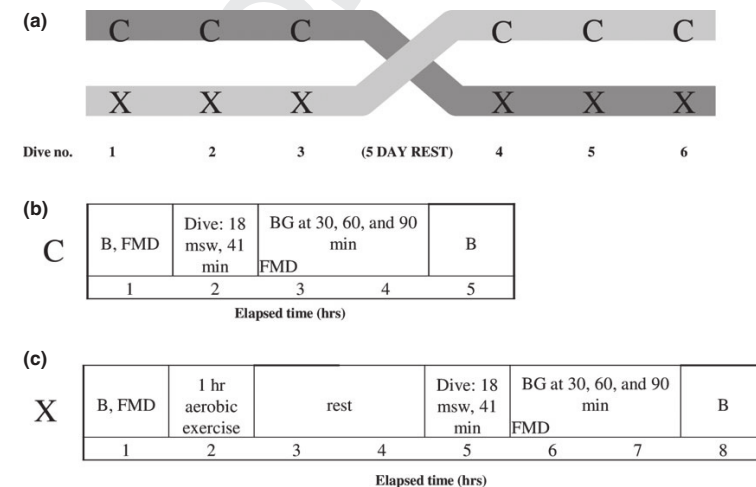 (a)
C C C C C C
X X X X X X
Dive no. 1 2 3 (5 DAY REST) 4 5 6
(b)
C
B, FMD
Dive: 18
msw, 41
min
BG at 30, 60, and 90
min
FMD
B
1 2 3 4 5
Elapsed time (hrs)
(c)
X
B, FMD
1 hr
aerobic
exercise
rest
Dive: 18
msw, 41
min
BG at 30, 60, and 90
min
FMD
B
1 2 3 4 5 6 7 8
Elapsed time (hrs)